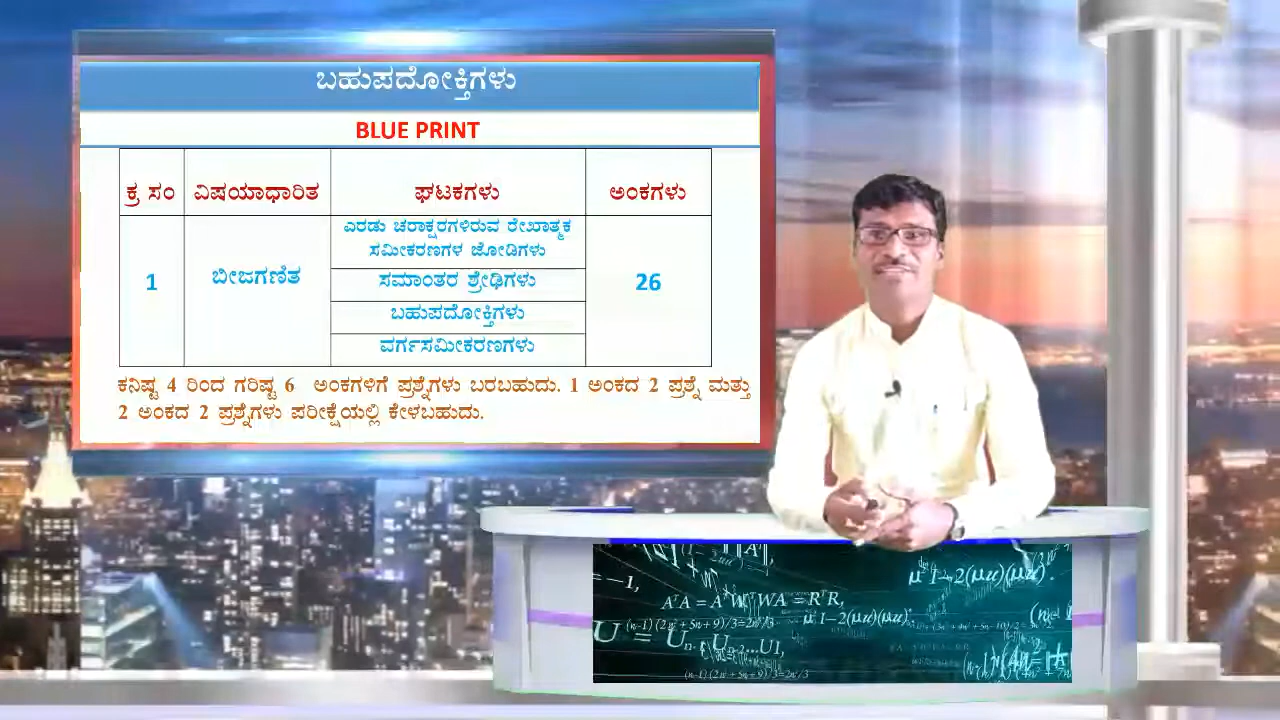 ಬಹುಪದೋಕ್ತಿಗಳು
BLUE PRINT
ಕ್ರ ಸಂ ವಿಷಯಾಧಾರಿತ ಘಟಕಗಳು ಅಂಕಗಳು
1 ಬೀಜಗಣಿತ 26
ಎರಡು ಚರಾಕ್ಷರಗಳಿರುವ ರೇಖಾತ್ಮಕ
ಸಮೀಕರಣಗಳ ಜೋಡಿಗಳು
ಸಮಾಂತರ ಶ್ರೇಢಿಗಳು
ಬಹುಪದೋಕ್ತಿಗಳು
ವರ್ಗಸಮೀಕರಣಗಳು
ಕನಿಷ್ಟ 4 ರಿಂದ ಗರಿಷ್ಟ 6 ಅಂಕಗಳಿಗೆ ಪ್ರಶ್ನೆಗಳು ಬರಬಹುದು. 1 ಅಂಕದ 2 ಪ್ರಶ್ನೆ ಮತ್ತು
2 ಅಂಕದ 2 ಪ್ರಶ್ನೆಗಳು ಪರೀಕ್ಷೆಯಲ್ಲಿ ಕೇಳಬಹುದು.